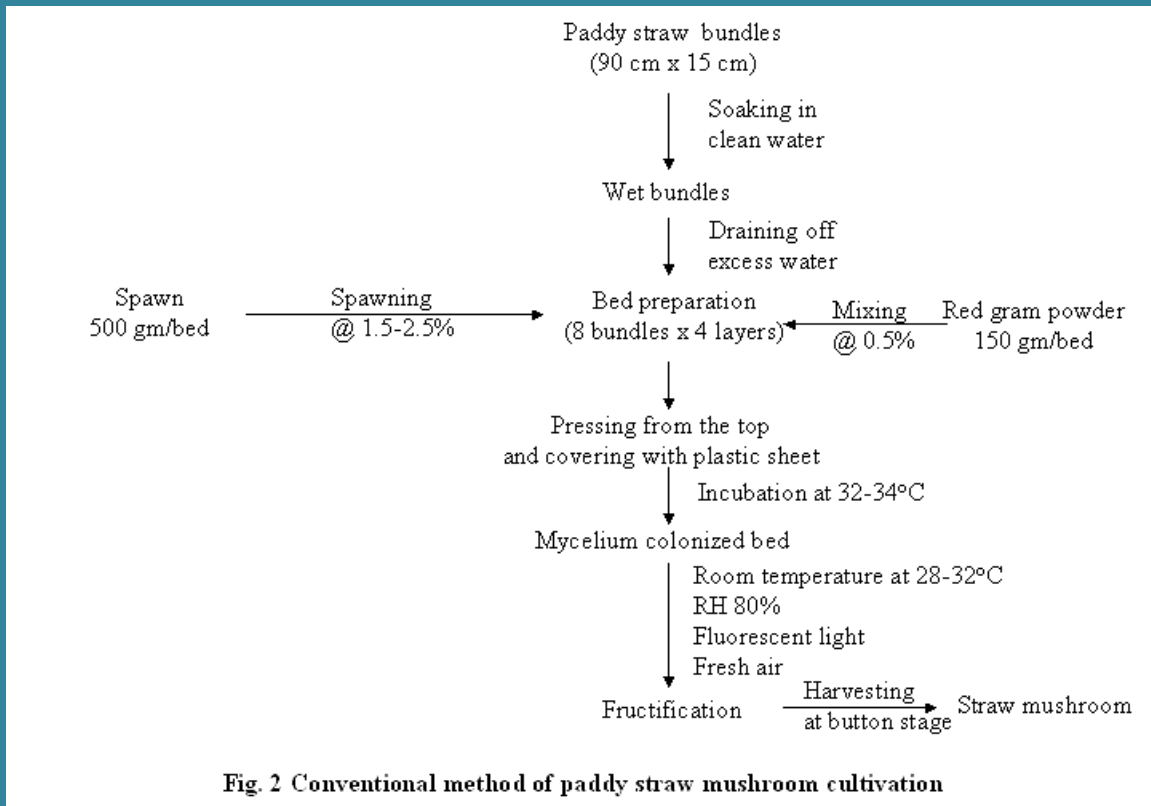 Paddy straw bundles
(90 cm x 15 cm)
Soaking in
clean water
Wet bundles
Draining off
excess water
Spawn
500 gm/bed
Spawning
@ 1.5-2.5%
Bed preparation
(8 bundles x 4 layers)
Mixing
@ 0.5%
Red gram powder
150 gm/bed
Pressing from the top
and covering with plastic sheet
Incubation at 32-34°C
Mycelium colonized bed
Room temperature at 28-32°C
RH 80%
Fluorescent light
Fresh air
Fructification
Harvesting
at button stage
Straw mushroom
Fig. 2 Conventional method of paddy straw mushroom cultivation